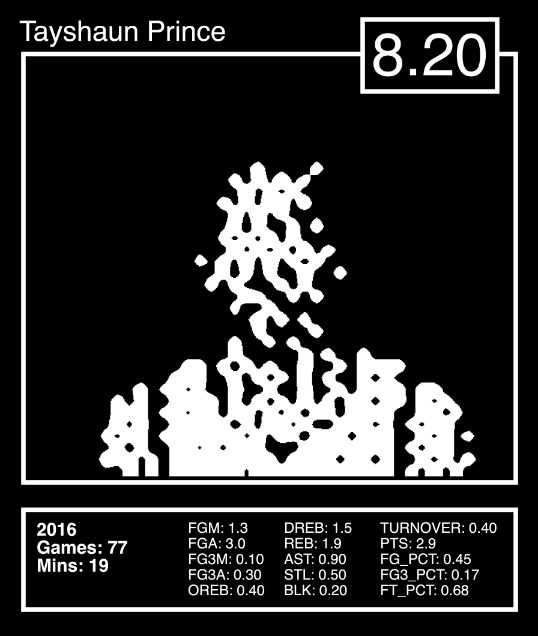 Tayshaun Prince
8.20
2016
Games: 77
Mins: 19
FGM: 1.3
FGA: 3.0
FG3M: 0.10
FG3A: 0.30
OREB: 0.40
DREB: 1.5
REB: 1.9
AST: 0.90
STL: 0.50
BLK: 0.20
TURNOVER: 0.40
PTS: 2.9
FG_PCT: 0.45
FG3_PCT: 0.17
FT_PCT: 0.68